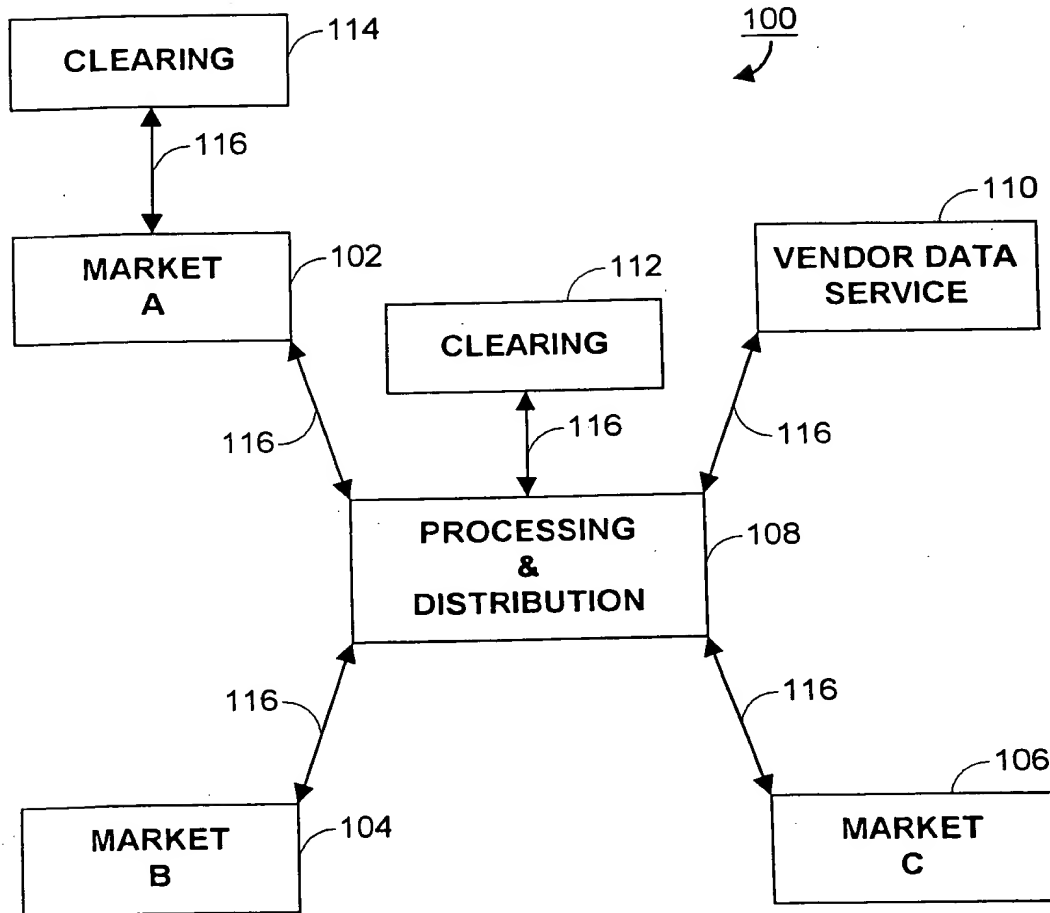 114
100
CLEARING
116
110
102
MARKET
A
VENDOR DATA
SERVICE
112
CLEARING
116
116
116
PROCESSING
&
DISTRIBUTION
108
116
116
106
MARKET
B
104
MARKET
C